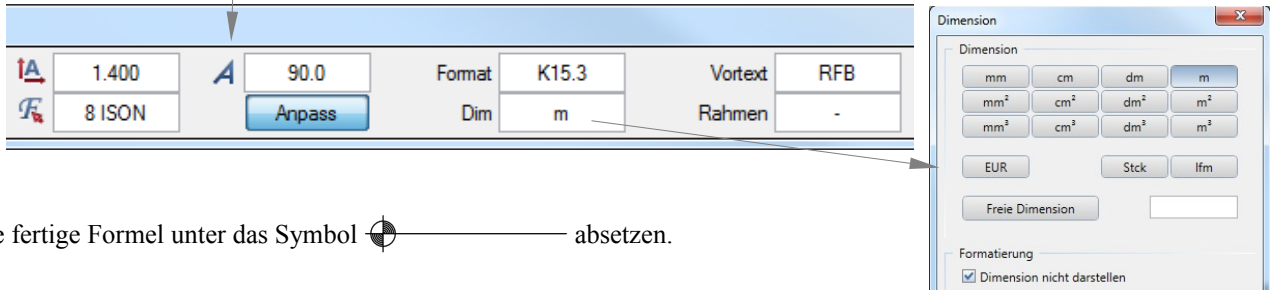 1.400 A 90.0 Format K15.3 Vortext RFB
8 ISON Anpass Dim m Rahmen -
e fertige Formel unter das Symbol absetzen.
Dimension
Dimension
mm cm dm m
mm² cm² dm² m²
mm³ cm³ dm³ m³
EUR Stck lfm
Freie Dimension
Formatierung
Dimension nicht darstellen